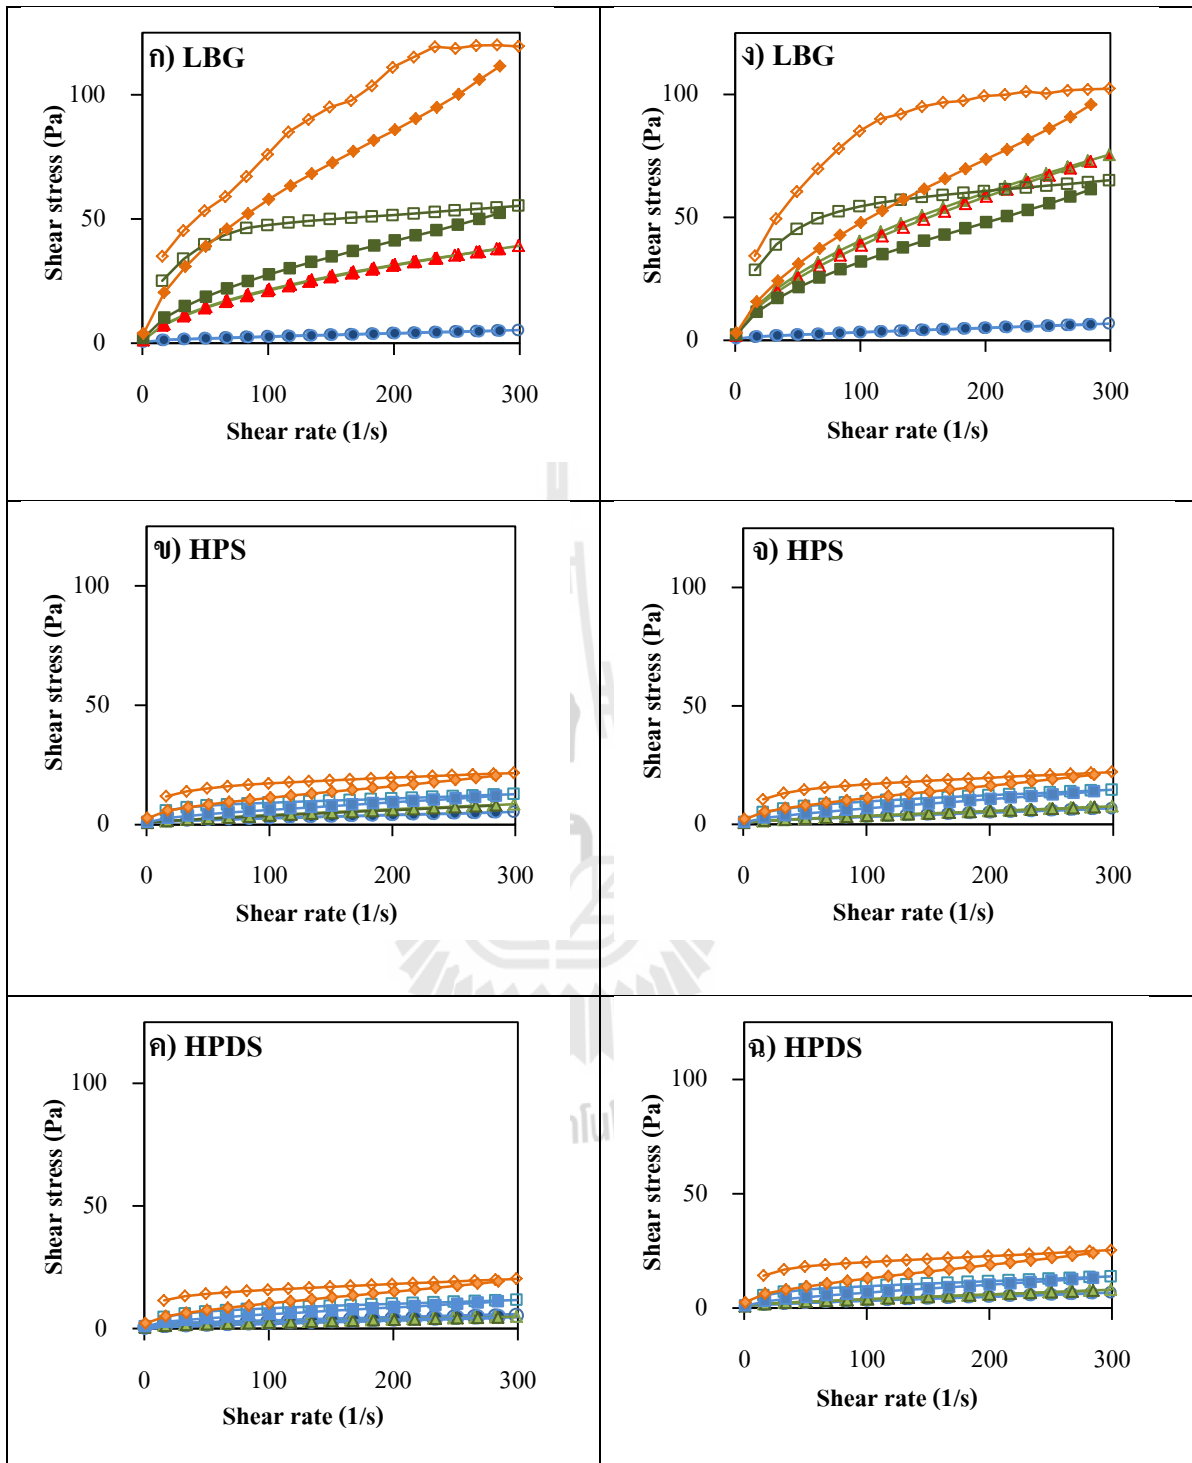 ก) LBG
Shear stress (Pa)
100
50
0
0 100 200 300
Shear rate (1/s)
ง) LBG
Shear stress (Pa)
100
50
0
0 100 200 300
Shear rate (1/s)
ข) HPS
Shear stress (Pa)
100
50
0
0 100 200 300
Shear rate (1/s)
จ) HPS
Shear stress (Pa)
100
50
0
0 100 200 300
Shear rate (1/s)
ค) HPDS
Shear stress (Pa)
100
50
0
0 100 200 300
Shear rate (1/s)
ฉ) HPDS
Shear stress (Pa)
100
50
0
0 100 200 300
Shear rate (1/s)